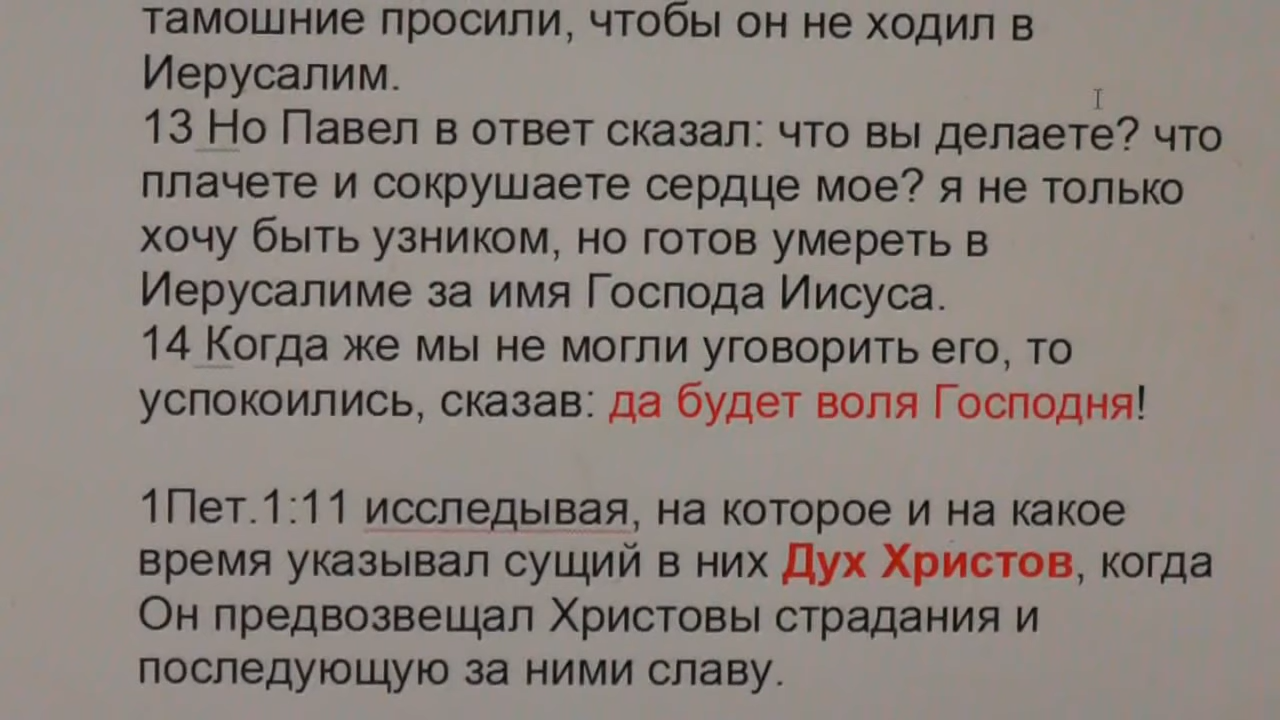 тамошние просили, чтобы он не ходил в
Иерусалим.
13 Но Павел в ответ сказал: что вы делаете? что
плачете и сокрушаете сердце мое? я не только
хочу быть узником, но готов умереть в
Иерусалиме за имя Господа Иисуса.
14 Когда же мы не могли уговорить его, то
успокоились, сказав: да будет воля Господня!
1Пет.1:11 исследывая, на которое и на какое
время указывал сущий в них Дух Христов, когда
Он предвозвещал Христовы страдания и
последующую за ними славу.